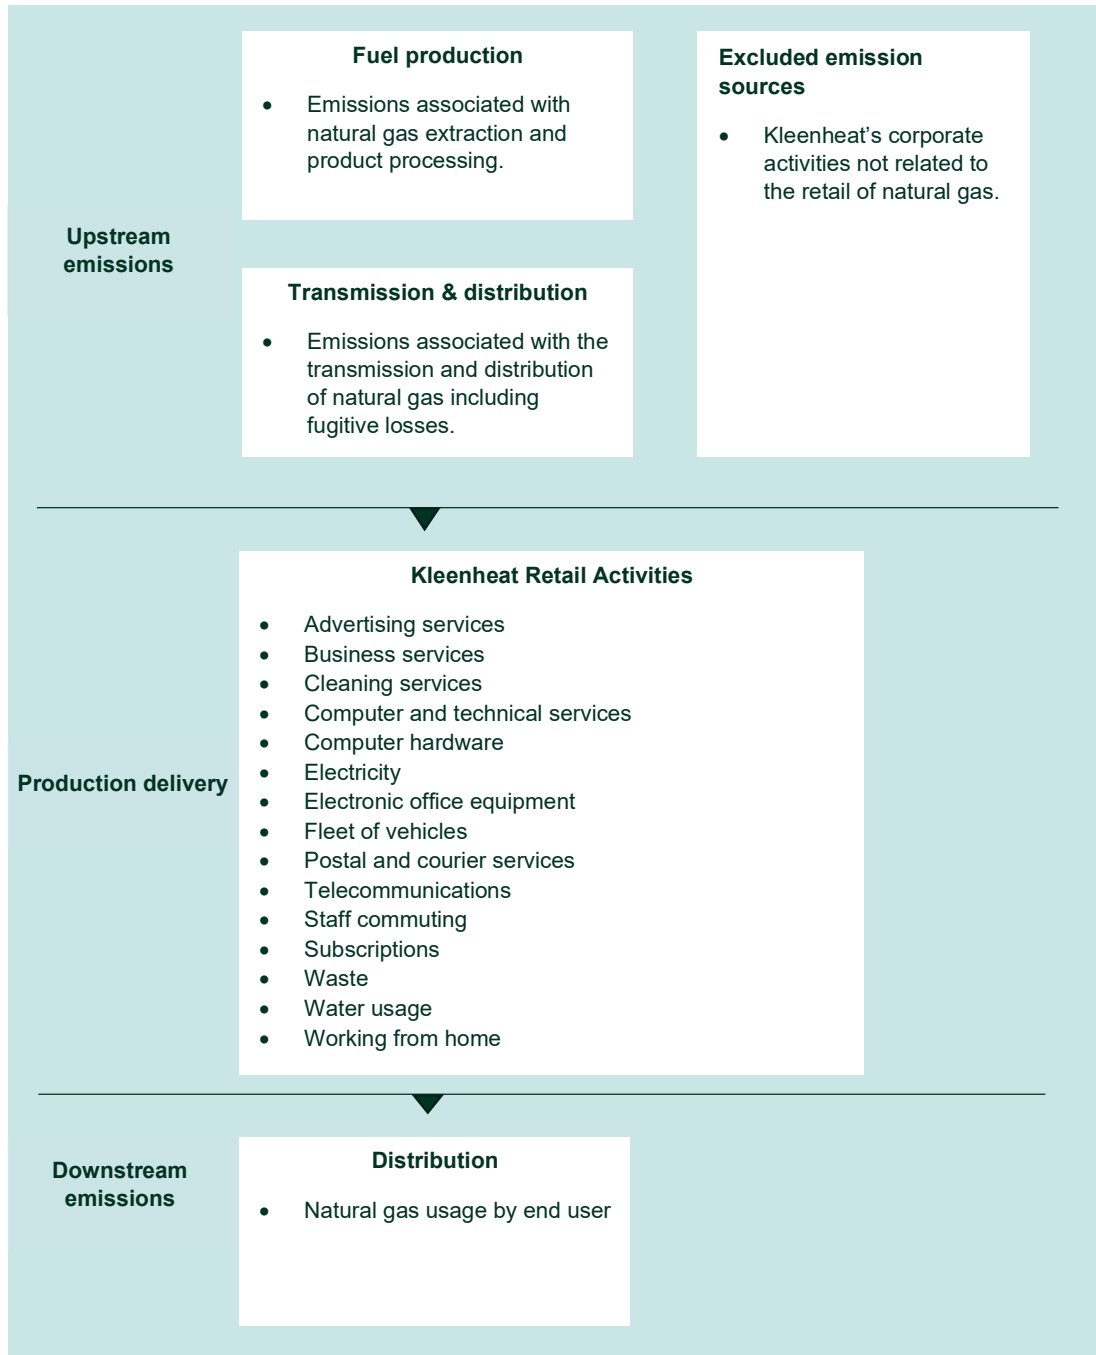 Upstream
emissions
Fuel production
• Emissions associated with
natural gas extraction and
product processing.
Transmission & distribution
• Emissions associated with the
transmission and distribution
of natural gas including
fugitive losses.
Excluded emission
sources
• Kleenheat’s corporate
activities not related to
the retail of natural gas.
Production delivery
Kleenheat Retail Activities
• Advertising services
• Business services
• Cleaning services
• Computer and technical services
• Computer hardware
• Electricity
• Electronic office equipment
• Fleet of vehicles
• Postal and courier services
• Telecommunications
• Staff commuting
• Subscriptions
• Waste
• Water usage
• Working from home
Downstream
emissions
Distribution
• Natural gas usage by end user